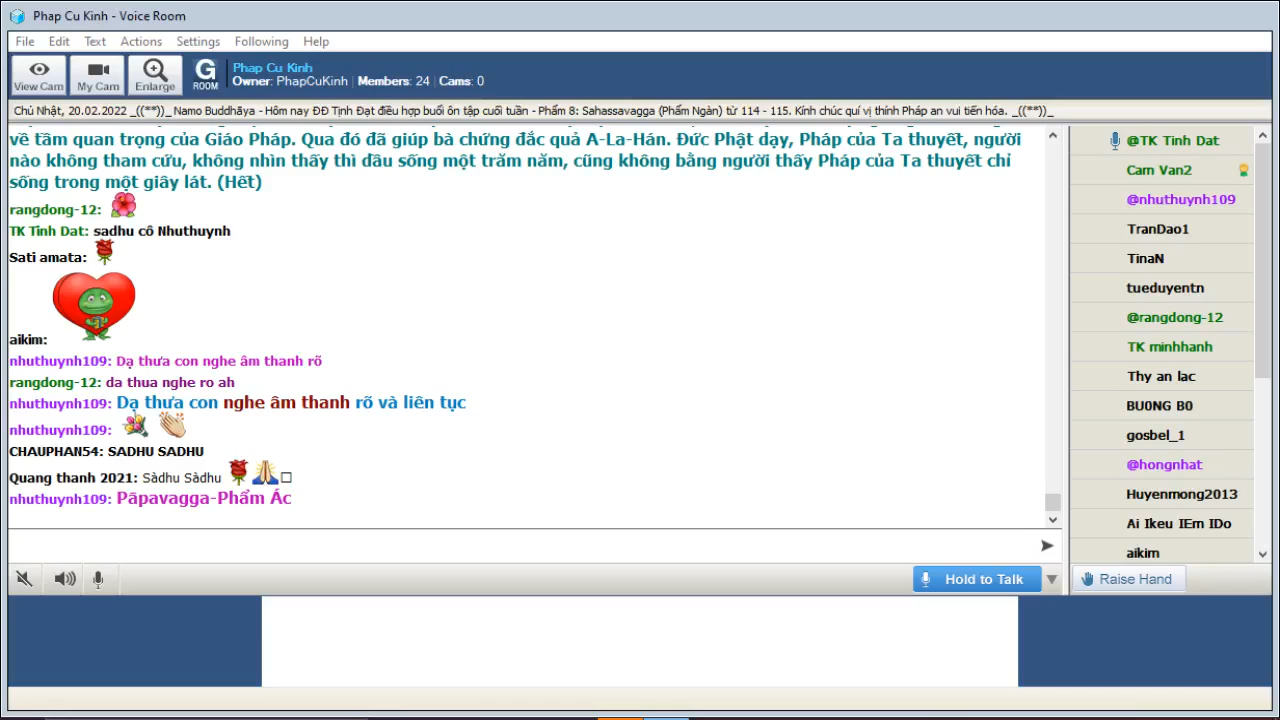 Phap Cu Kinh - Voice Room
File Edit Text Actions Settings Following Help
View Cam
My Cam
Enlarge
G
ROOM
Phap Cu Kinh
Owner: PhapCuKinh | Members: 24 | Cams: 0
Chủ Nhật, 20.02.2022 _((**))_ Namo Buddhāya - Hôm nay ĐĐ Tịnh Đạt điều hợp buổi ôn tập cuối tuần - Phẩm 8: Sahassavagga (Phẩm Ngàn) từ 114 - 115. Kính chúc quí vị thính Pháp an vui tiến hóa. _((**))_
về tầm quan trọng của Giáo Pháp. Qua đó đã giúp bà chứng đắc quả A-La-Hán. Đức Phật dạy, Pháp của Ta thuyết, người
nào không tham cứu, không nhìn thấy thì dầu sống một trăm năm, cũng không bằng người thấy Pháp của Ta thuyết chỉ
sống trong một giây lát. (Hết)
rangdong-12:
TK Tinh Dat: sadhu cô Nhuthuynh
Sati amata:
aikim:
nhuthuynh109: Dạ thưa con nghe âm thanh rõ
rangdong-12: da thua nghe ro ah
nhuthuynh109: Dạ thưa con nghe âm thanh rõ và liên tục
nhuthuynh109:
CHAUPHAN54: SADHU SADHU
Quang thanh 2021: Sàdhu Sàdhu
nhuthuynh109: Pāpavagga-Phẩm Ác
@TK Tinh Dat
Cam Van2
@nhuthuynh109
TranDao1
TinaN
tueduyentn
@rangdong-12
TK minhhanh
Thy an lac
BU0NG B0
gosbel_1
@hongnhat
Huyenmong2013
Ai Ikeu IEm IDo
aikim
Hold to Talk
Raise Hand